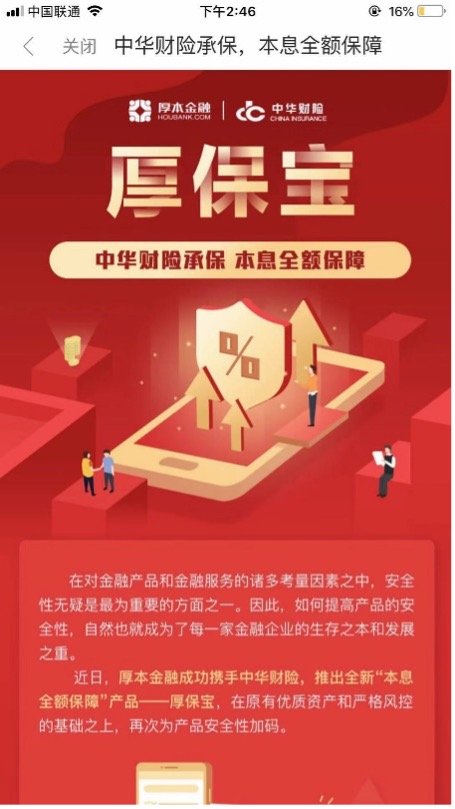 中国联通
下午2:46
16%
关闭
中华财险承保，本息全额保障
厚本金融
HOUBANK.COM
中华财险
CHINA INSURANCE
厚保宝
中华财险承保 本息全额保障
%
在对金融产品和金融服务的诸多考量因素之中，安全
性无疑是最为重要的方面之一。因此，如何提高产品的安
全性，自然也就成为了每一家金融企业的生存之本和发展
之重。
近日，厚本金融成功携手中华财险，推出全新“本息
全额保障”产品——厚保宝，在原有优质资产和严格风控
的基础之上，再次为产品安全性加码。